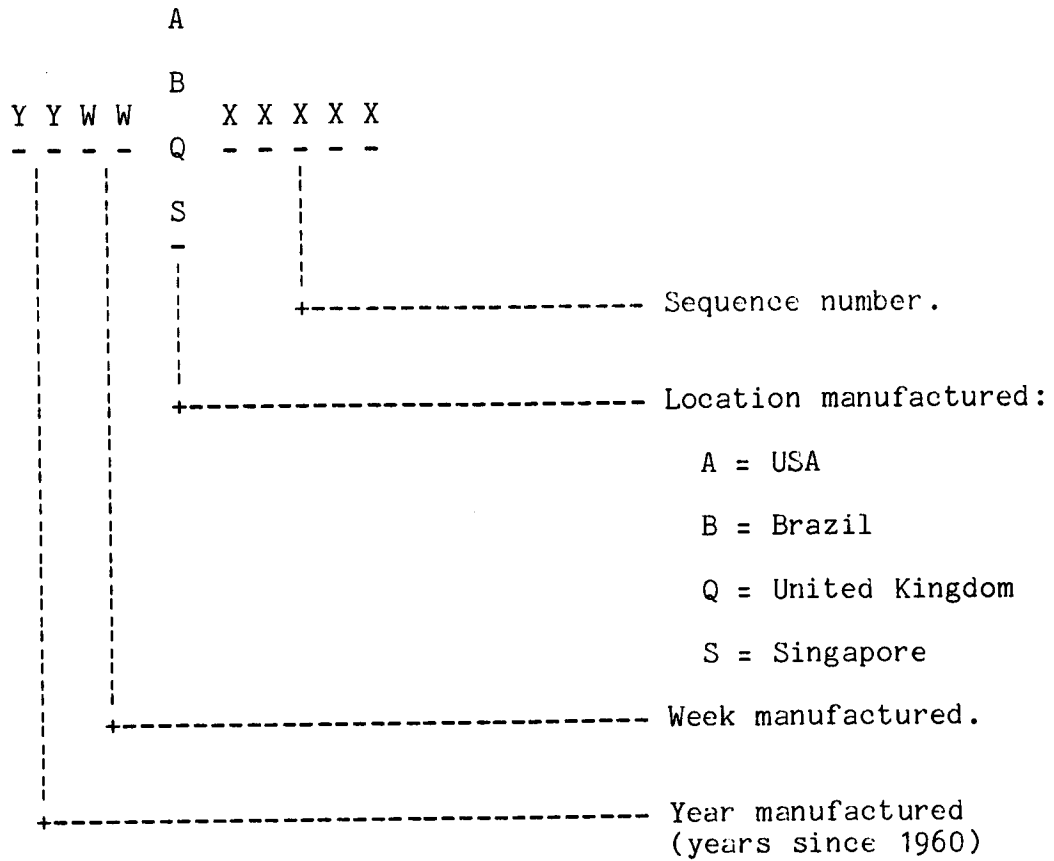 A
B
Y Y W W X X X X X
- - - - Q - - - - -
S
-
+----------------- Sequence number.
+----------------------- Location manufactured:
A = USA
B = Brazil
Q = United Kingdom
S = Singapore
+-------------------------- Week manufactured.
+------------------------------ Year manufactured
(years since 1960)